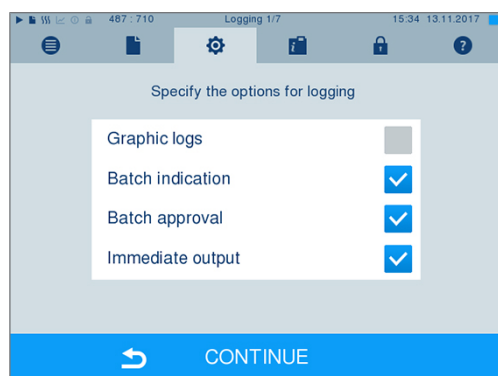 487 : 710 Logging 1/7 15:34 13.11.2017
Specify the options for logging
Graphic logs
Batch indication
Batch approval
Immediate output
CONTINUE